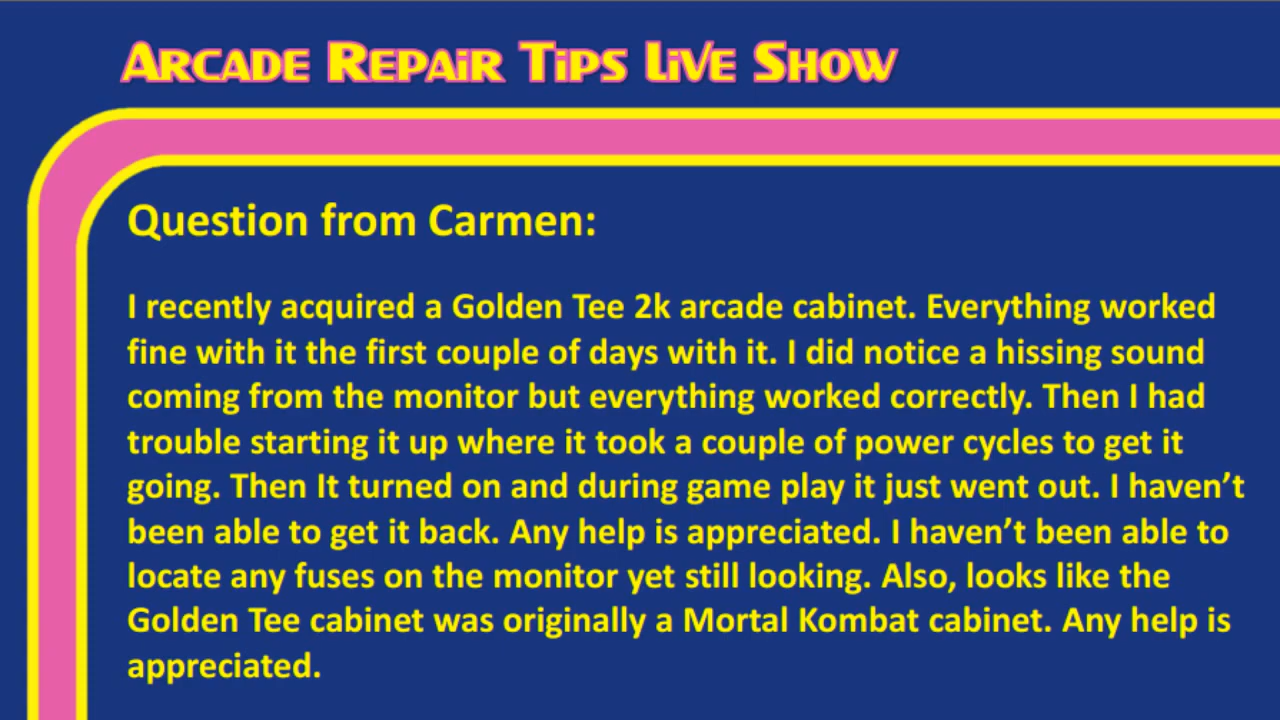 Arcade Repair Tips Live Show
Question from Carmen:
I recently acquired a Golden Tee 2k arcade cabinet. Everything worked
fine with it the first couple of days with it. I did notice a hissing sound
coming from the monitor but everything worked correctly. Then I had
trouble starting it up where it took a couple of power cycles to get it
going. Then It turned on and during game play it just went out. I haven’t
been able to get it back. Any help is appreciated. I haven’t been able to
locate any fuses on the monitor yet still looking. Also, looks like the
Golden Tee cabinet was originally a Mortal Kombat cabinet. Any help is
appreciated.